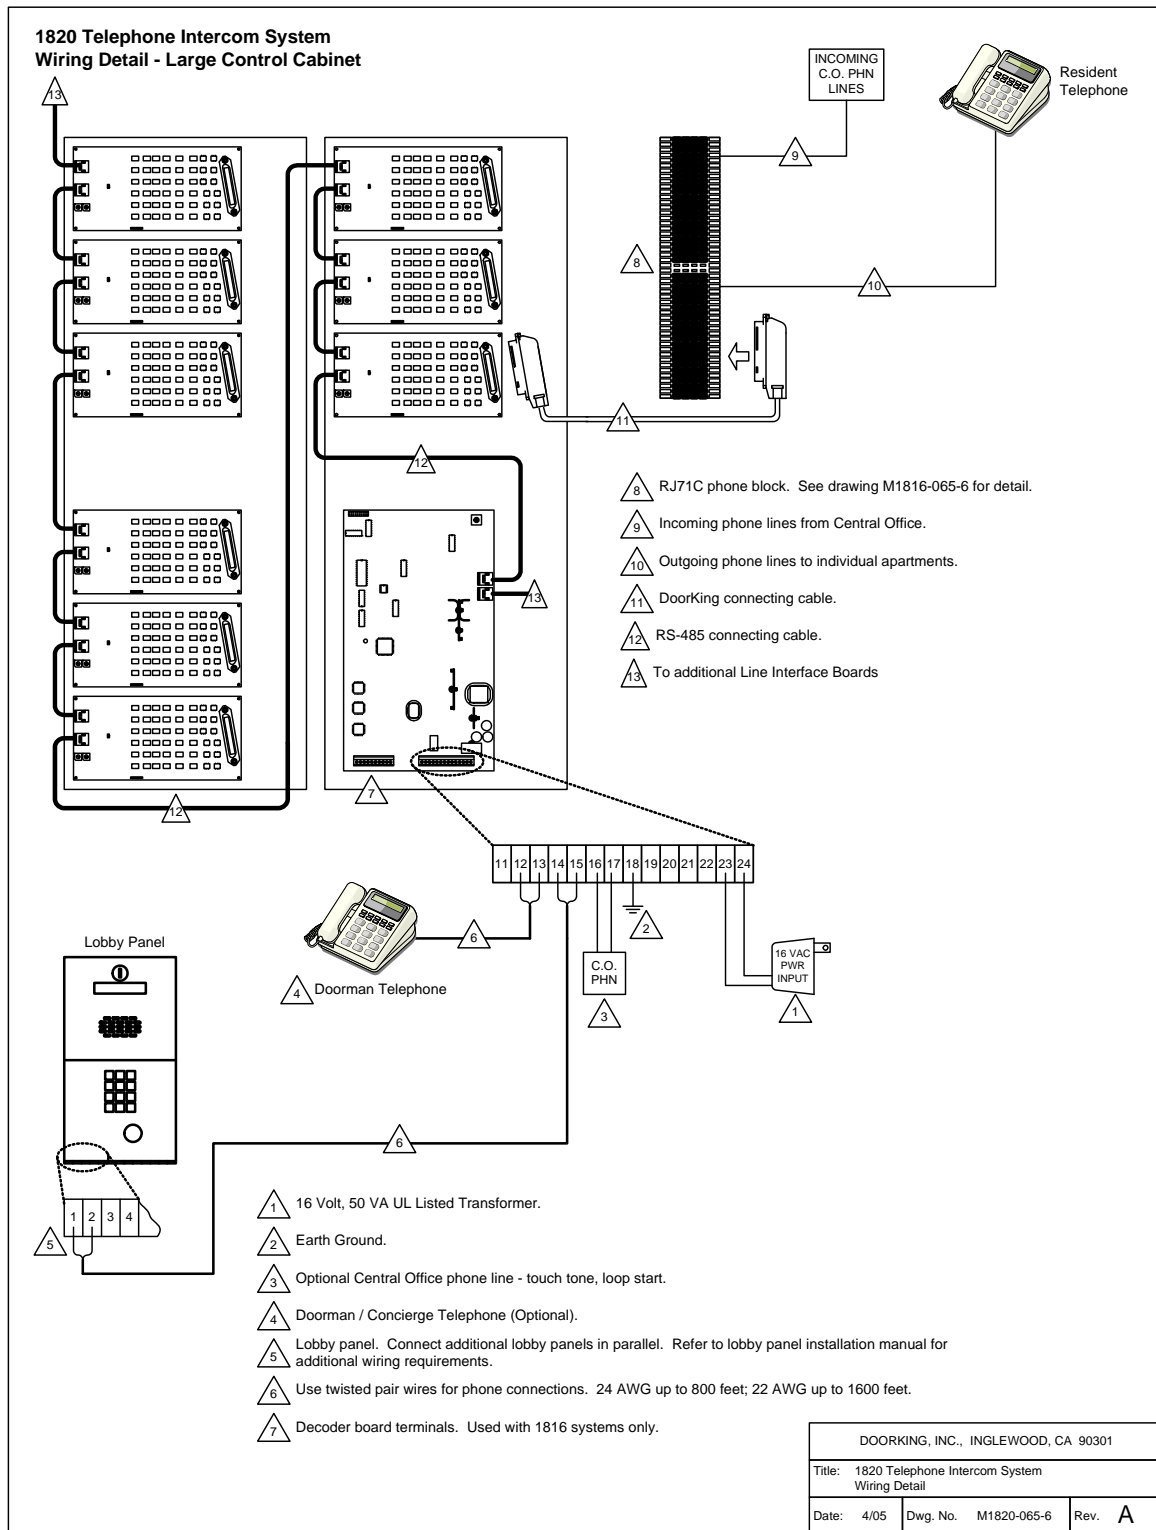 1820 Telephone Intercom System
Wiring Detail - Large Control Cabinet
13
INCOMING
C.O. PHN
LINES
Resident
Telephone
9
8
10
11
12
13
8 RJ71C phone block. See drawing M1816-065-6 for detail.
9 Incoming phone lines from Central Office.
10 Outgoing phone lines to individual apartments.
11 DoorKing connecting cable.
12 RS-485 connecting cable.
13 To additional Line Interface Boards
7
12
11 12 13 14 15 16 17 18 19 20 21 22 23 24
6
2
Lobby Panel
4 Doorman Telephone
C.O.
PHN
3
16 VAC
PWR
INPUT
1
6
1 2 3 4
5
1 16 Volt, 50 VA UL Listed Transformer.
2 Earth Ground.
3 Optional Central Office phone line - touch tone, loop start.
4 Doorman / Concierge Telephone (Optional).
5 Lobby panel. Connect additional lobby panels in parallel. Refer to lobby panel installation manual for
additional wiring requirements.
6 Use twisted pair wires for phone connections. 24 AWG up to 800 feet; 22 AWG up to 1600 feet.
7 Decoder board terminals. Used with 1816 systems only.
DOORKING, INC., INGLEWOOD, CA 90301
Title: 1820 Telephone Intercom System
Wiring Detail
Date: 4/05 Dwg. No. M1820-065-6 Rev. A